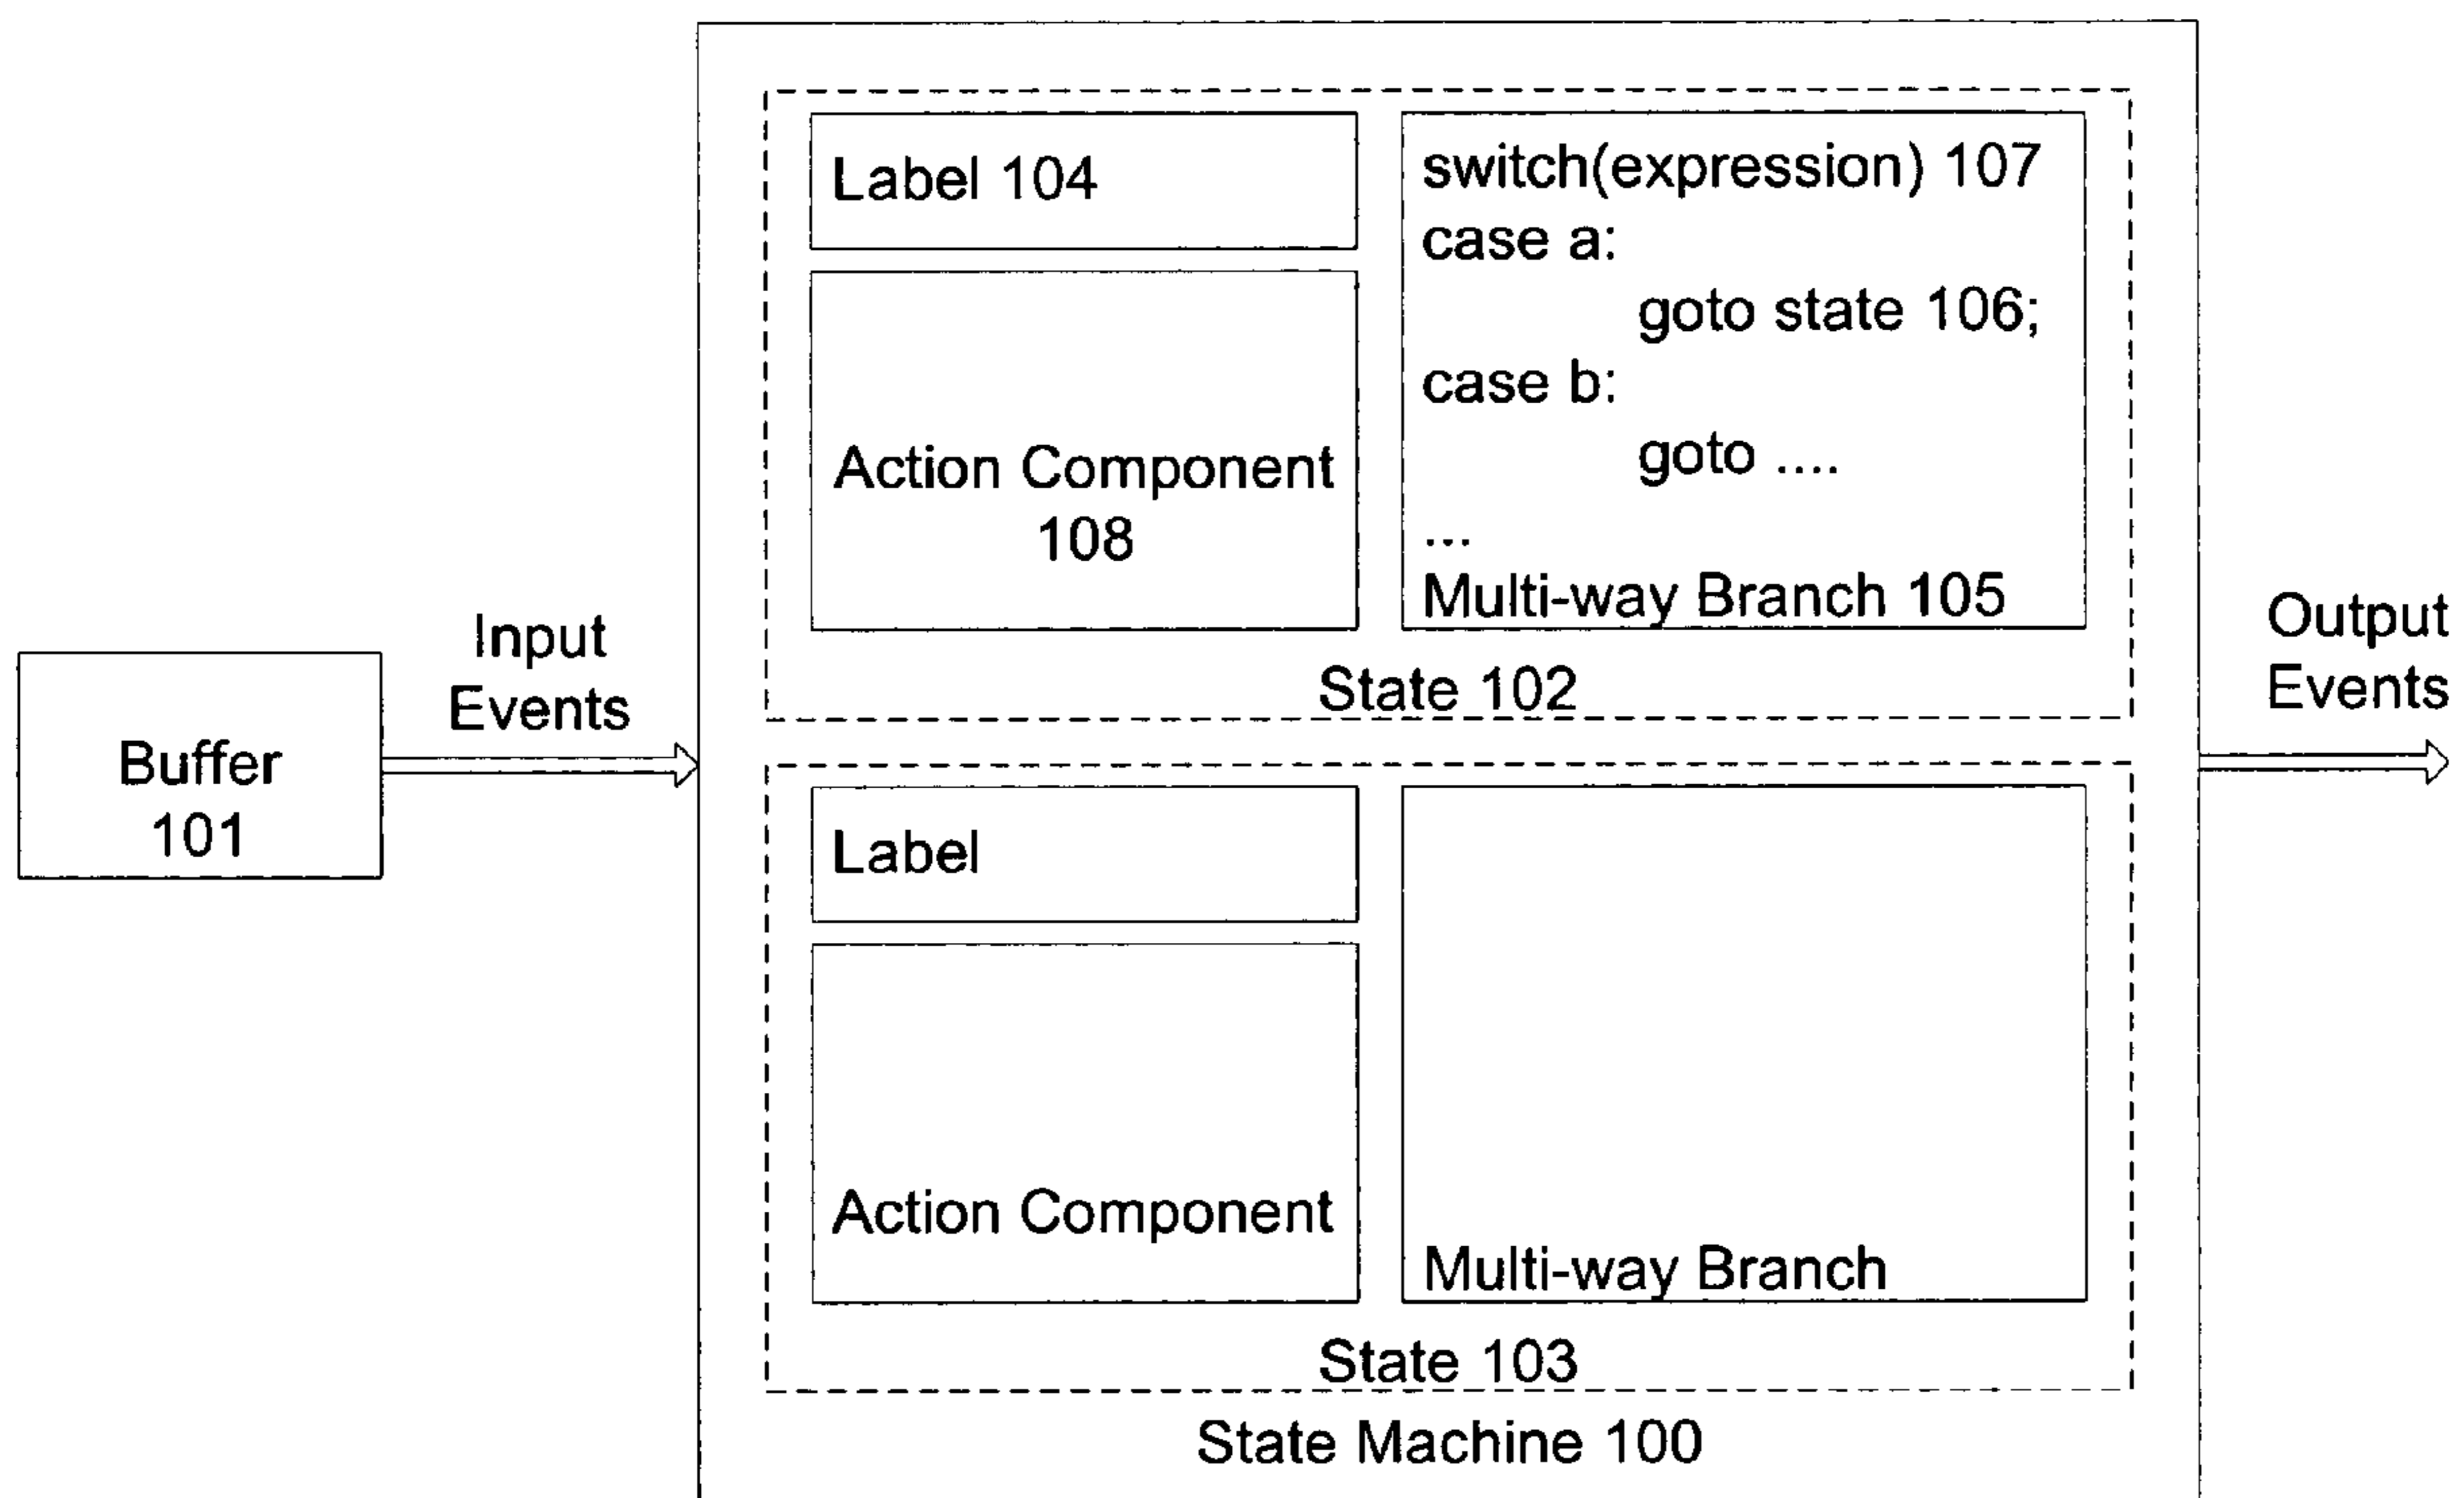 Buffer
101
Input
Events
Label 104
Action Component
108
switch(expression) 107
case a:
goto state 106;
case b:
goto ....
...
Multi-way Branch 105
State 102
Label
Action Component
Multi-way Branch
State 103
State Machine 100
Output
Events